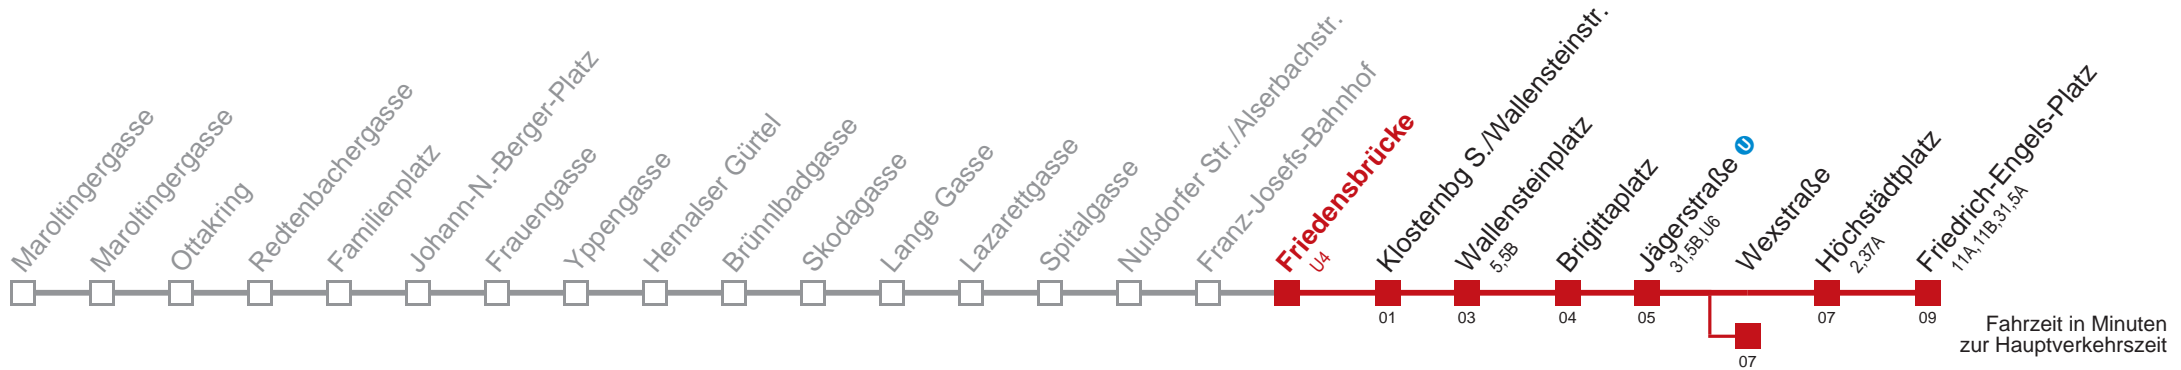 Maroltingergasse
Maroltingergasse
Ottakring
Redtenbachergasse
Familienplatz
Johann-N.-Berger-Platz
Frauengasse
Yppengasse
Hernalser Gürtel
Brünnlbadgasse
Skodagasse
Lange Gasse
Lazarettgasse
Spitalgasse
Nußdorfer Str./Alserbachstr.
Franz-Josefs-Bahnhof
Friedensbrücke
U4
Klosternbg S./Wallensteinstr.
Wallensteinplatz
5,5B
Brigittaplatz
Jägerstraße U
31,5B,U6
Wexstraße
Höchstädtplatz
2,37A
Friedrich-Engels-Platz
11A,11B,31,5A
01
03
04
05
07
09
07
Fahrzeit in Minuten
zur Hauptverkehrszeit